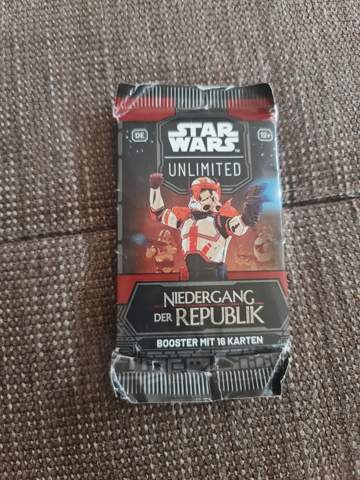 DE
12+
STAR
WARS
UNLIMITED
NIEDERGANG
DER REPUBLIK
BOOSTER MIT 16 KARTEN